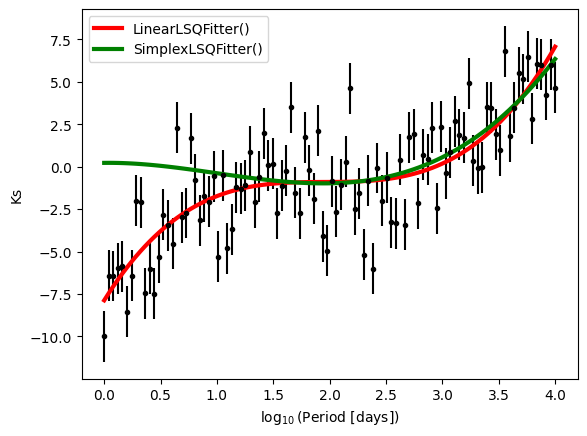 LinearLSQFitter()
SimplexLSQFitter()
7.5
5.0
2.5
0.0
−2.5
−5.0
−7.5
−10.0
Ks
0.0 0.5 1.0 1.5 2.0 2.5 3.0 3.5 4.0
log₁₀(Period [days])